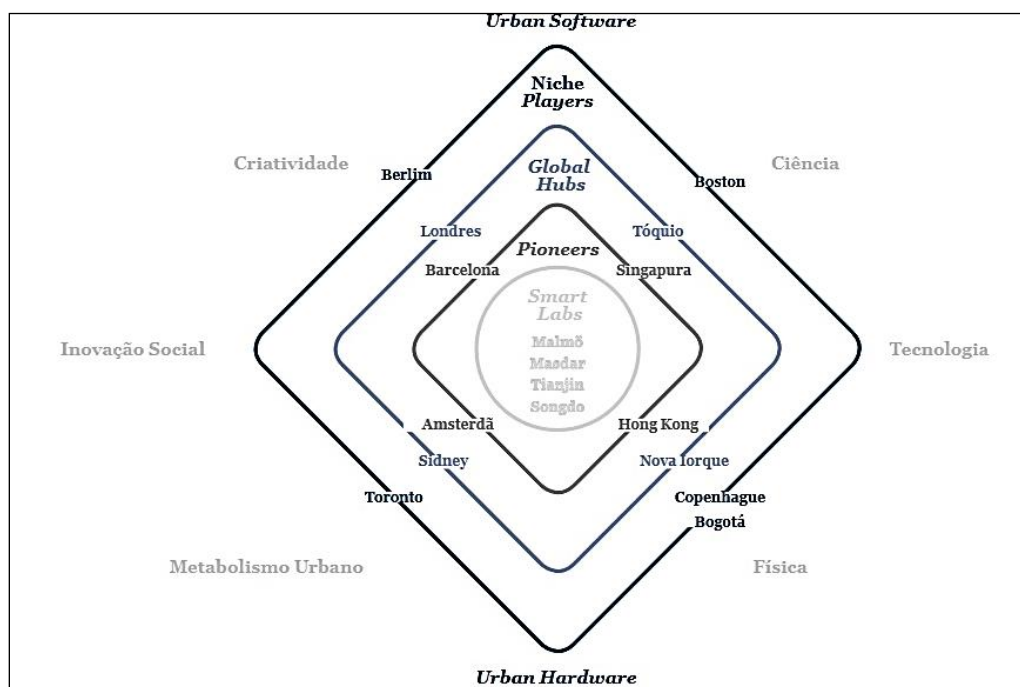 Urban Software
Niche
Players
Criatividade
Ciência
Berlim
Global
Hubs
Boston
Londres
Tóquio
Pioneers
Barcelona
Singapura
Smart
Labs
Malmö
Inovação Social
Tecnologia
Masdar
Tianjin
Songdo
Amsterdã
Hong Kong
Sidney
Nova Iorque
Toronto
Copenhague
Bogotá
Metabolismo Urbano
Física
Urban Hardware